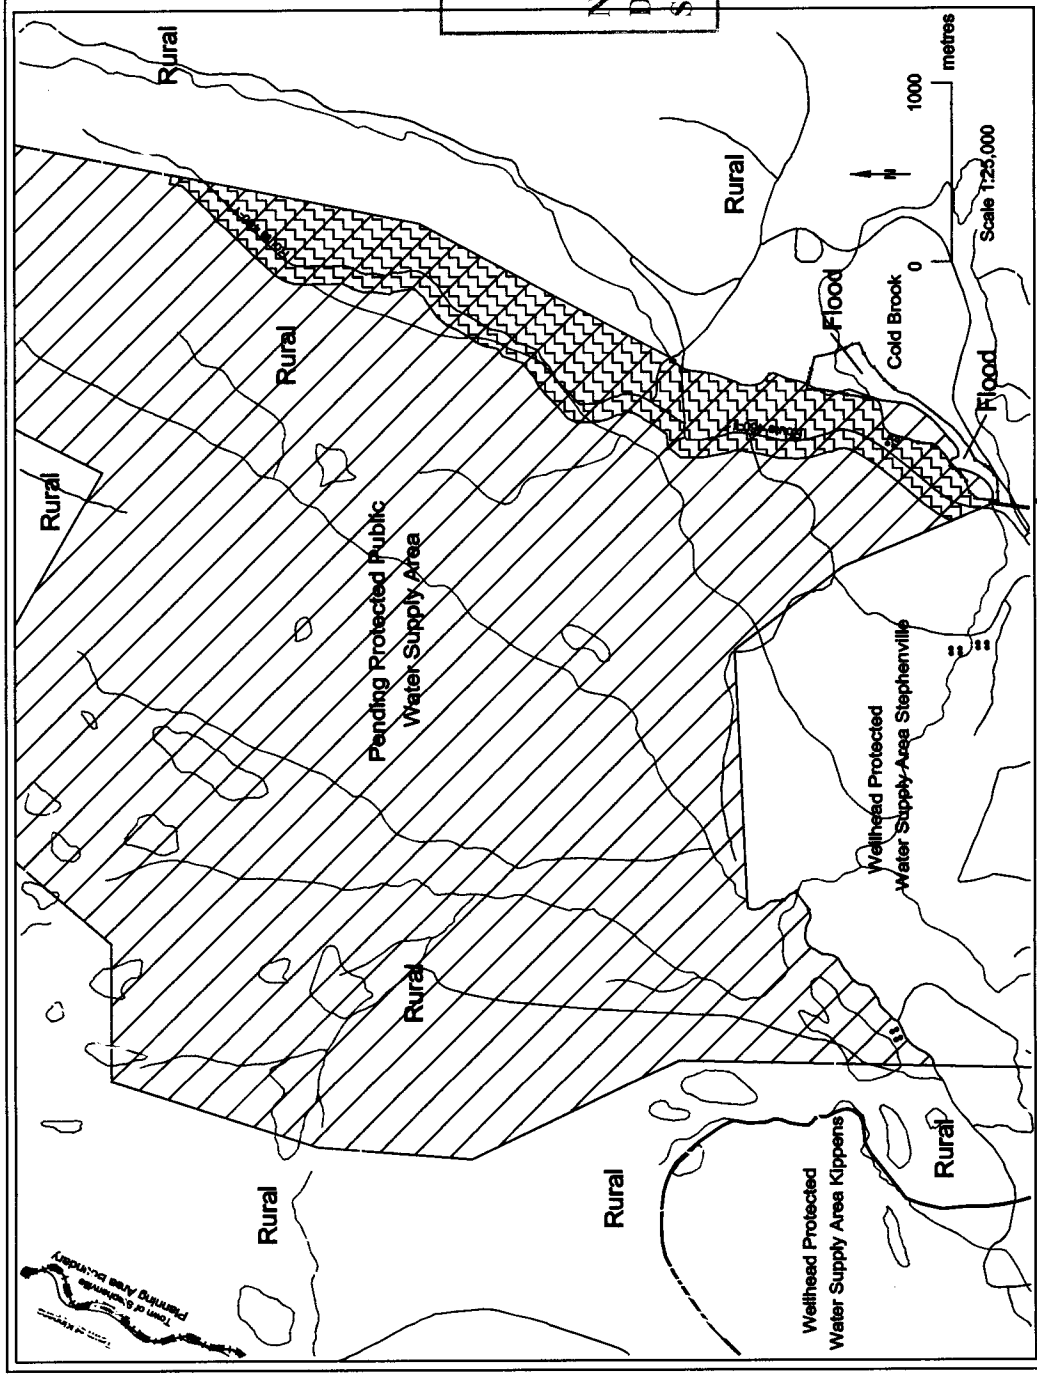 Rural
Rural
Rural
Rural
Pending Protected Public
Water Supply Area
Rural
Rural
Rural
Rural
Wellhead Protected
Water Supply Area Kippens
Wellhead Protected
Water Supply Area Stephenville
Flood
Cold Brook
Flood
N
0
1000
metres
Scale 1:25,000
Town of Stephenville
Planning Area Boundary
N
D
S